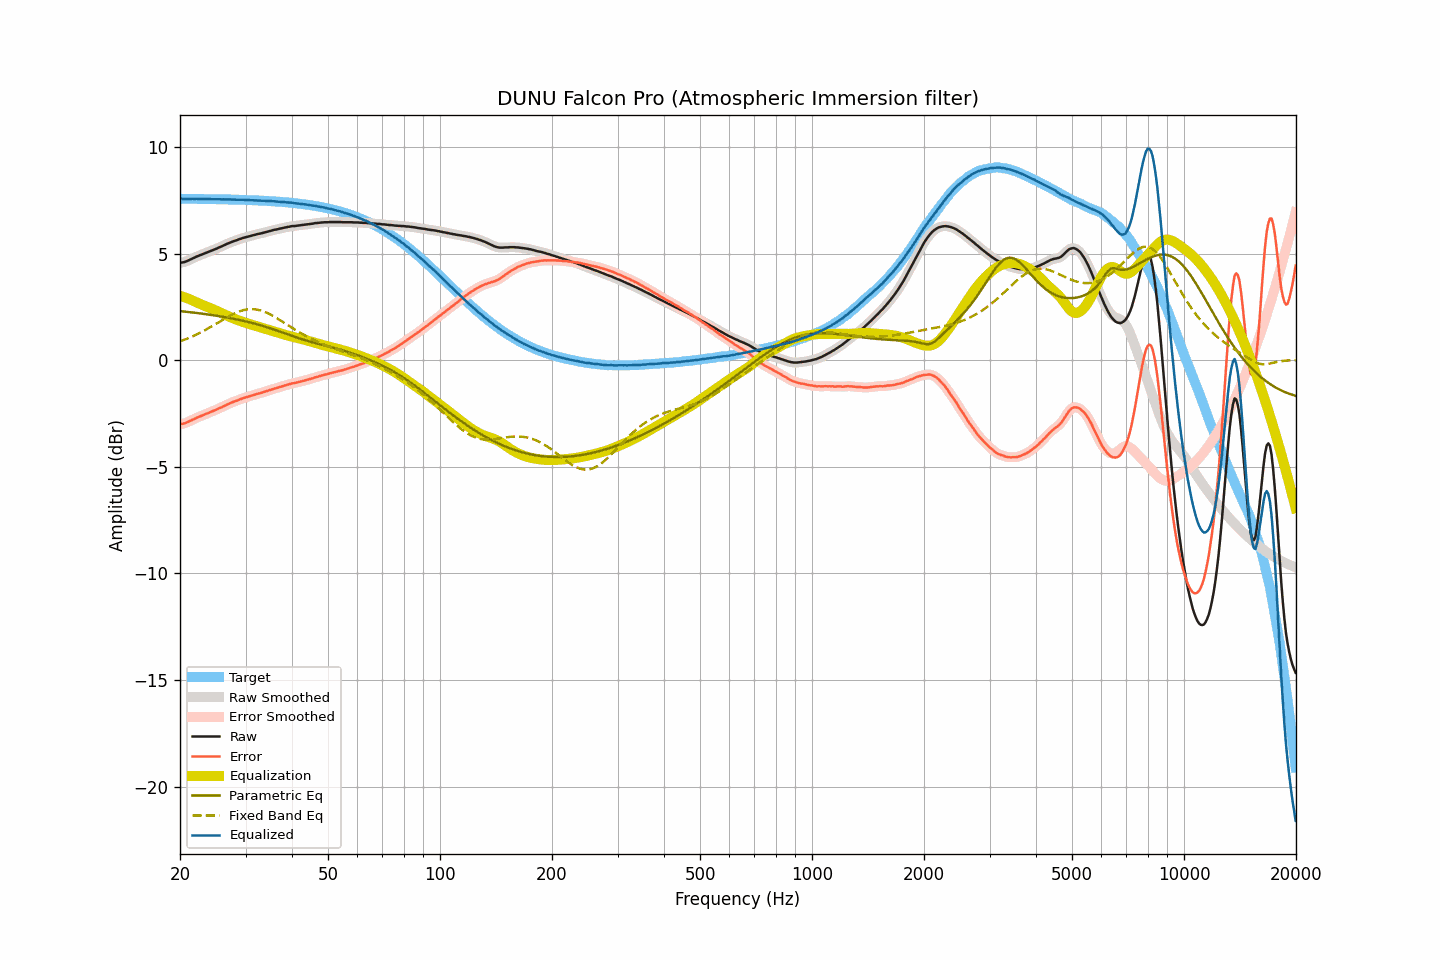 DUNU Falcon Pro (Atmospheric Immersion filter)
10
5
0
−5
−10
−15
−20
Amplitude (dBr)
Target
Raw Smoothed
Error Smoothed
Raw
Error
Equalization
Parametric Eq
Fixed Band Eq
Equalized
20 50 100 200 500 1000 2000 5000 10000 20000
Frequency (Hz)